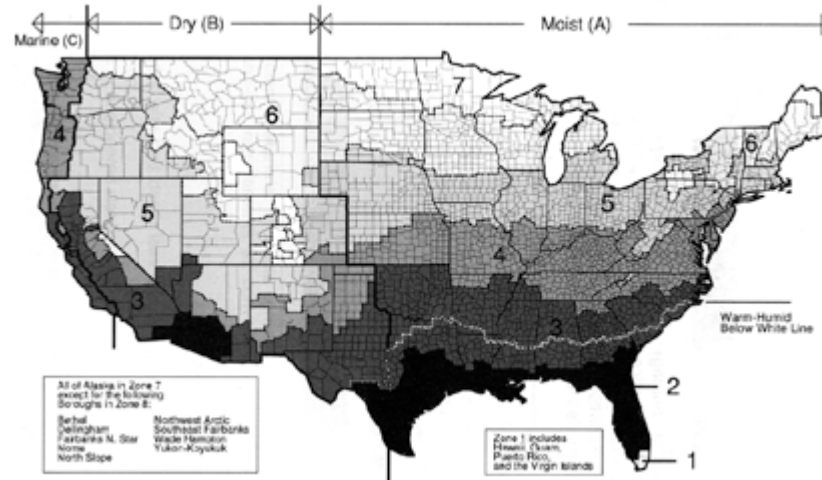 Marine (C)
Dry (B)
Moist (A)
7
6
6
4
5
5
4
3
3
Warm-Humid
Below White Line
2
1
All of Alaska in Zone 7
except for the following
Boroughs in Zone 8:
Bethel
Dellingham
Fairbanks N. Star
Nome
North Slope
Northwest Arctic
Southeast Fairbanks
Wade Hampton
Yukon-Koyukuk
Zone 1 includes
Hawaii, Guam,
Puerto Rico,
and the Virgin Islands